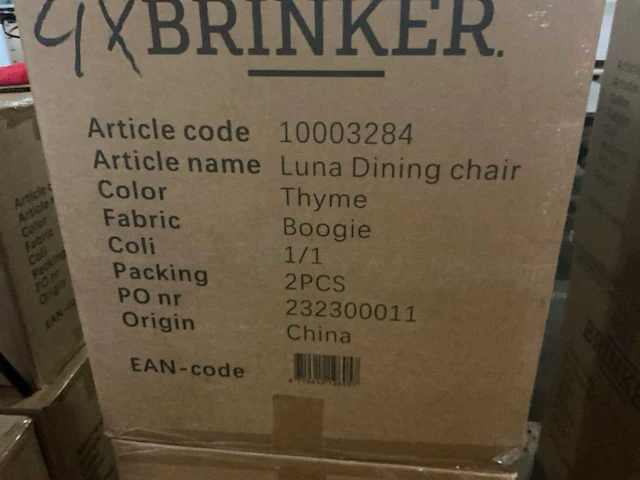 4X BRINKER.
Article code 10003284
Article name Luna Dining chair
Color Thyme
Fabric Boogie
Coli 1/1
Packing 2PCS
PO nr 232300011
Origin China
EAN-code